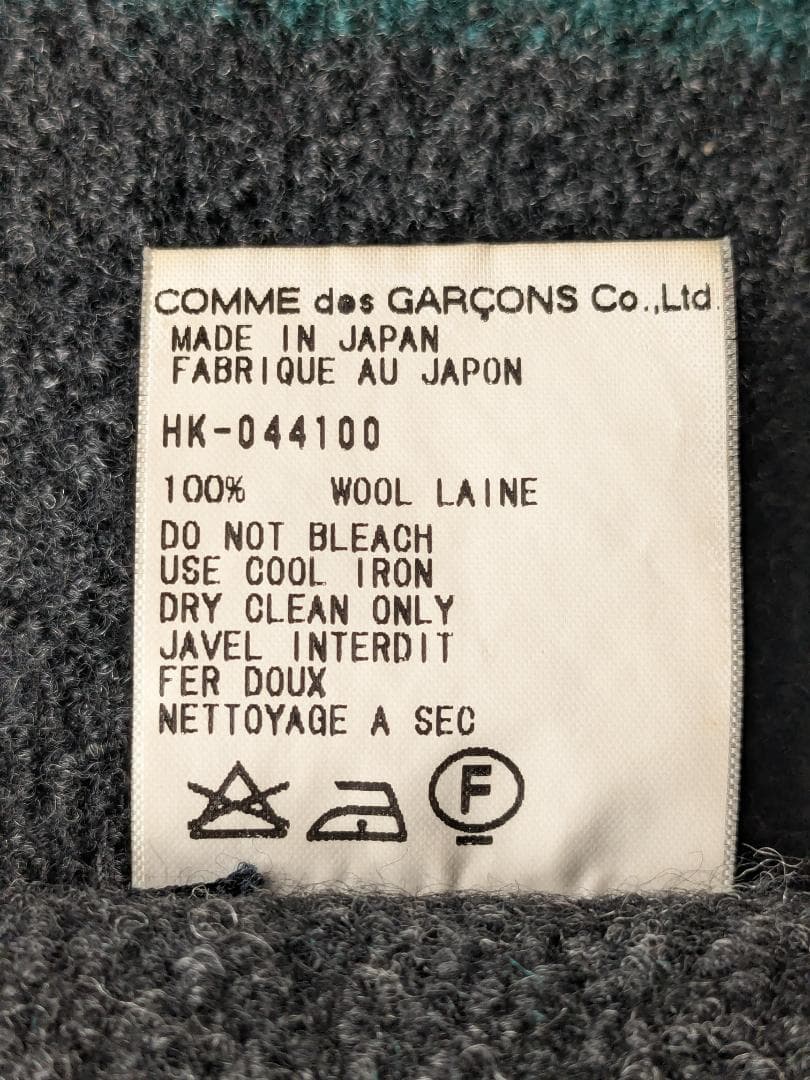 COMME des GARÇONS Co.,Ltd.
MADE IN JAPAN
FABRIQUE AU JAPON
HK-044100
100% WOOL LAINE
DO NOT BLEACH
USE COOL IRON
DRY CLEAN ONLY
JAVEL INTERDIT
FER DOUX
NETTOYAGE A SEC
F